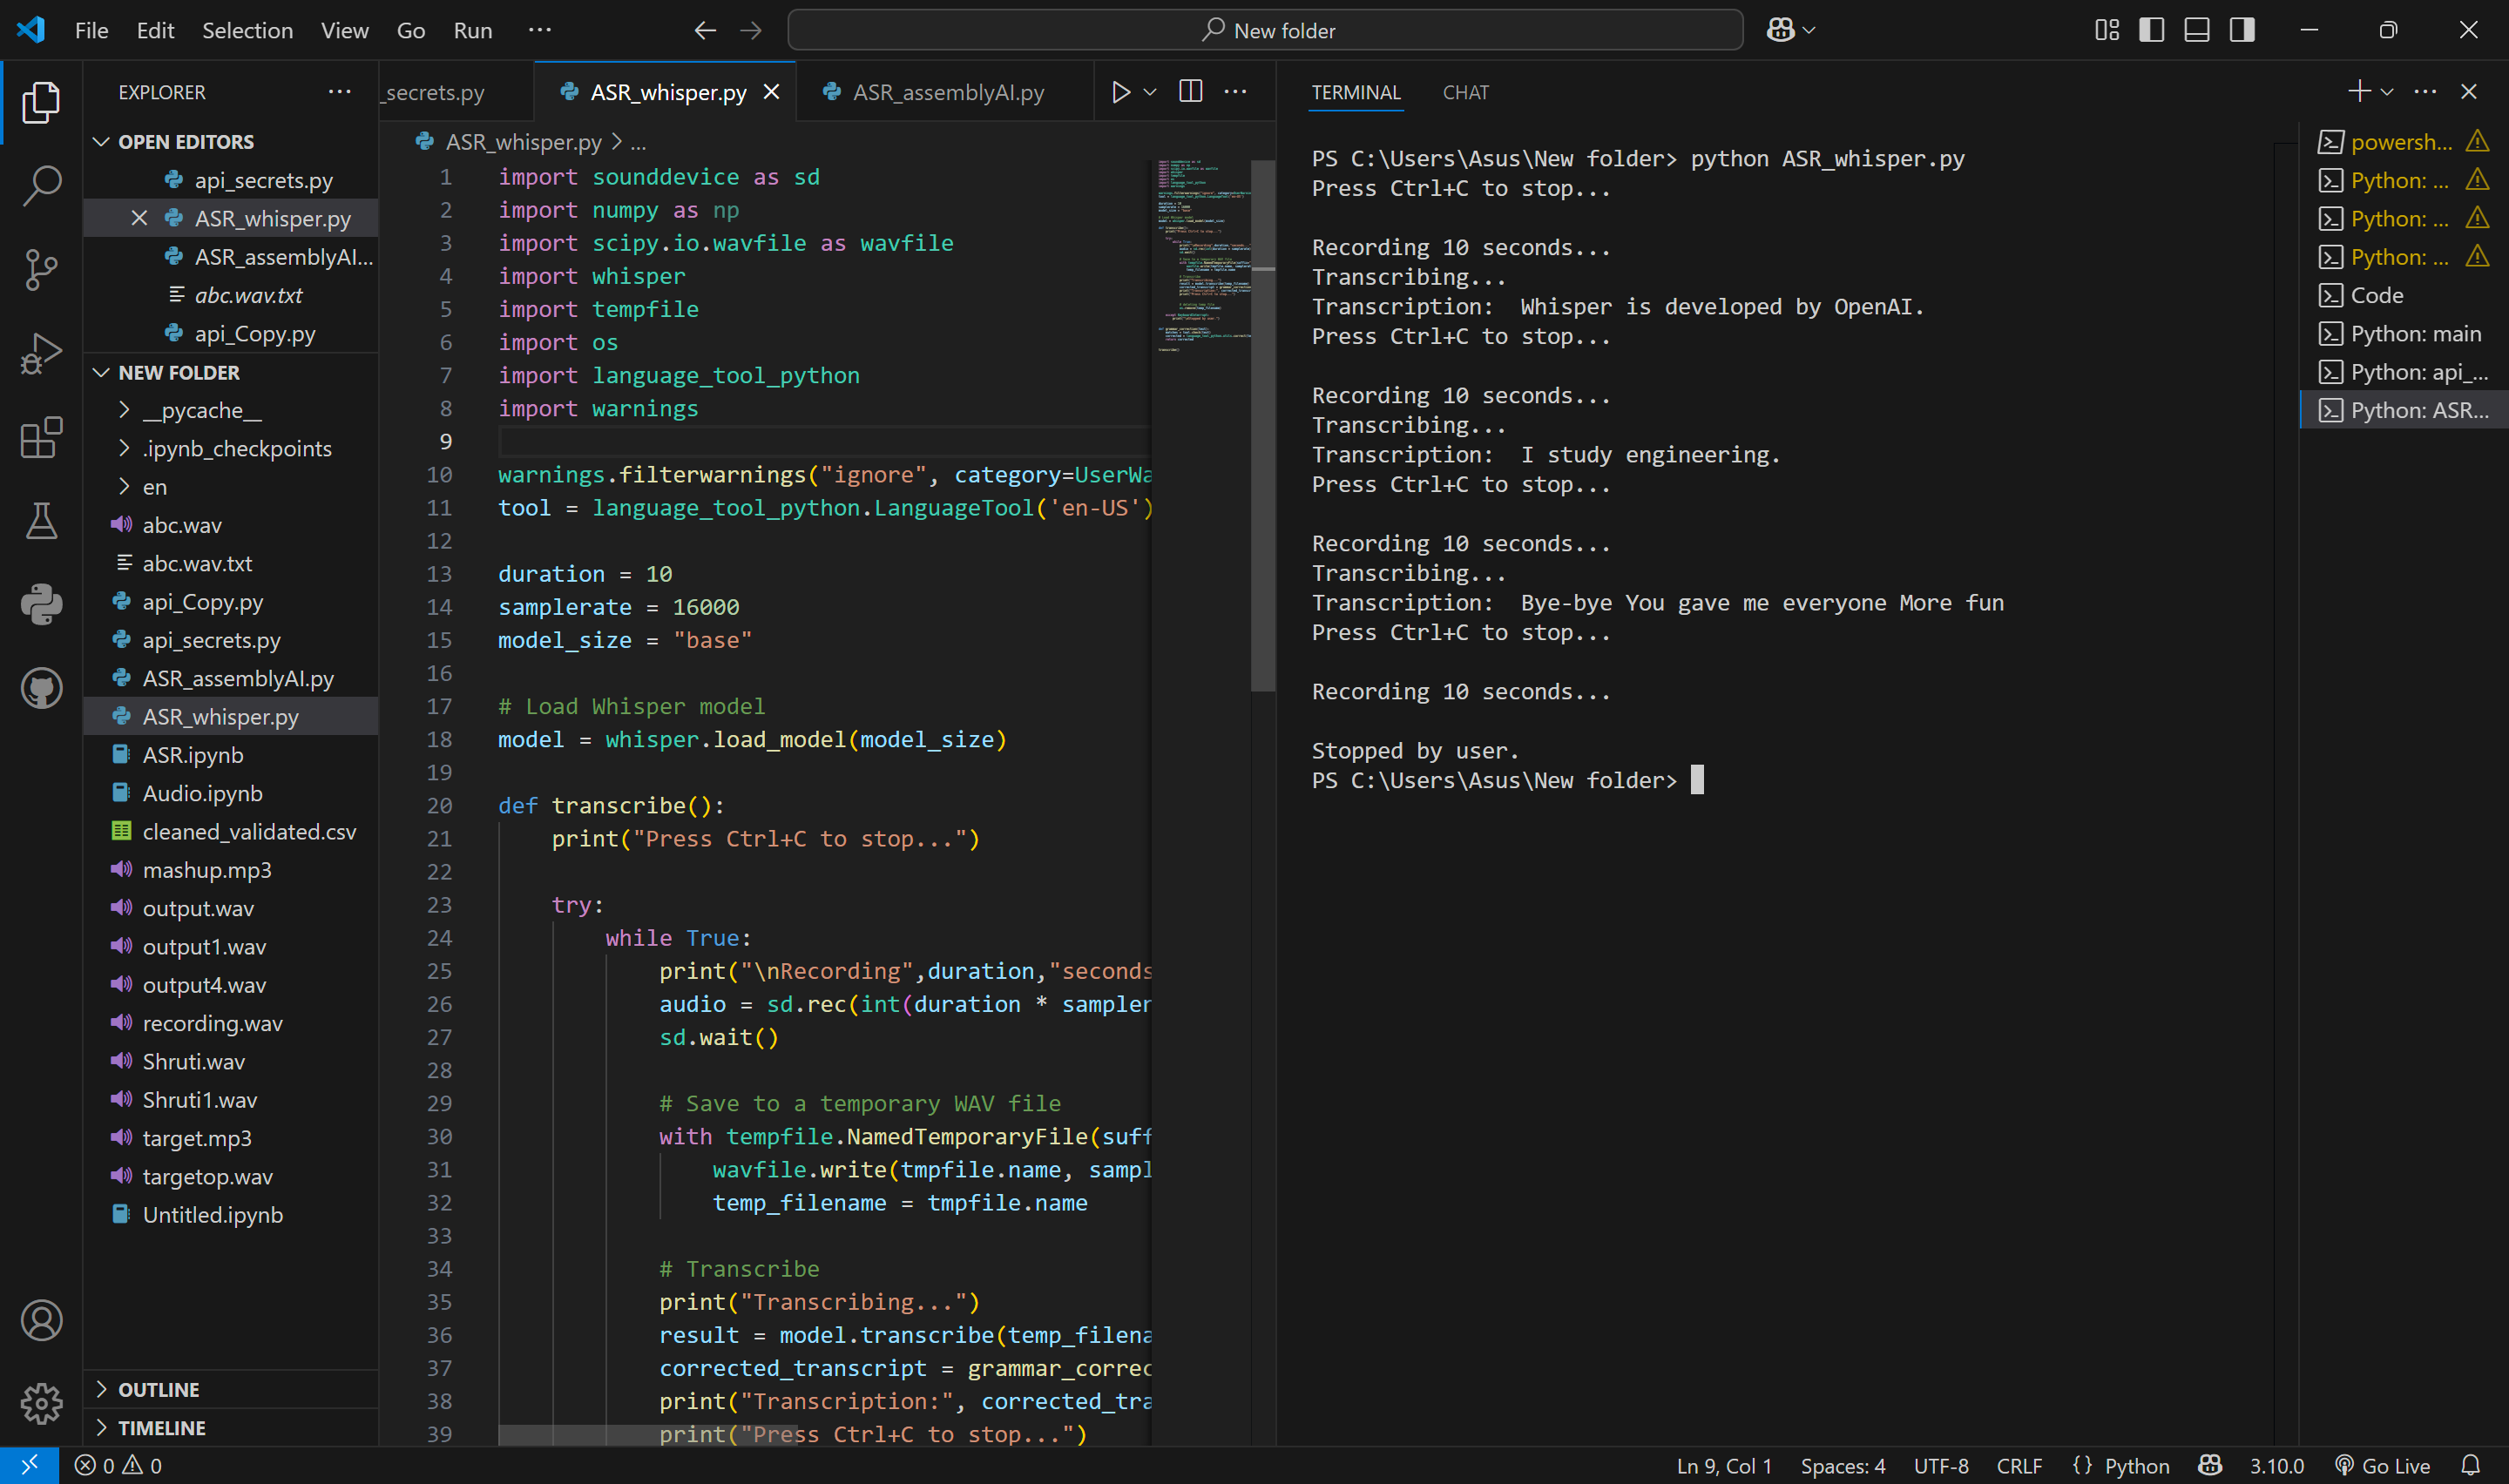 File Edit Selection View Go Run ...
New folder
EXPLORER
OPEN EDITORS
api_secrets.py
ASR_whisper.py
ASR_assemblyAI...
abc.wav.txt
api_Copy.py
NEW FOLDER
__pycache__
.ipynb_checkpoints
en
abc.wav
abc.wav.txt
api_Copy.py
api_secrets.py
ASR_assemblyAI.py
ASR_whisper.py
ASR.ipynb
Audio.ipynb
cleaned_validated.csv
mashup.mp3
output.wav
output1.wav
output4.wav
recording.wav
Shruti.wav
Shruti1.wav
target.mp3
targetop.wav
Untitled.ipynb
OUTLINE
TIMELINE
_secrets.py ASR_whisper.py ASR_assemblyAI.py
ASR_whisper.py > ...
1 import sounddevice as sd
2 import numpy as np
3 import scipy.io.wavfile as wavfile
4 import whisper
5 import tempfile
6 import os
7 import language_tool_python
8 import warnings
9
10 warnings.filterwarnings("ignore", category=UserWa
11 tool = language_tool_python.LanguageTool('en-US')
12
13 duration = 10
14 samplerate = 16000
15 model_size = "base"
16
17 # Load Whisper model
18 model = whisper.load_model(model_size)
19
20 def transcribe():
21     print("Press Ctrl+C to stop...")
22
23     try:
24         while True:
25             print("\nRecording",duration,"seconds
26             audio = sd.rec(int(duration * sampler
27             sd.wait()
28
29             # Save to a temporary WAV file
30             with tempfile.NamedTemporaryFile(suff
31                 wavfile.write(tmpfile.name, sampl
32                 temp_filename = tmpfile.name
33
34             # Transcribe
35             print("Transcribing...")
36             result = model.transcribe(temp_filena
37             corrected_transcript = grammar_correc
38             print("Transcription:", corrected_tra
39             print("Press Ctrl+C to stop...")
TERMINAL CHAT
PS C:\Users\Asus\New folder> python ASR_whisper.py
Press Ctrl+C to stop...
Recording 10 seconds...
Transcribing...
Transcription:  Whisper is developed by OpenAI.
Press Ctrl+C to stop...
Recording 10 seconds...
Transcribing...
Transcription:  I study engineering.
Press Ctrl+C to stop...
Recording 10 seconds...
Transcribing...
Transcription:  Bye-bye You gave me everyone More fun
Press Ctrl+C to stop...
Recording 10 seconds...
Stopped by user.
PS C:\Users\Asus\New folder>
powersh...
Python: ...
Python: ...
Python: ...
Code
Python: main
Python: api_...
Python: ASR...
0 0
Ln 9, Col 1 Spaces: 4 UTF-8 CRLF {} Python 3.10.0 Go Live